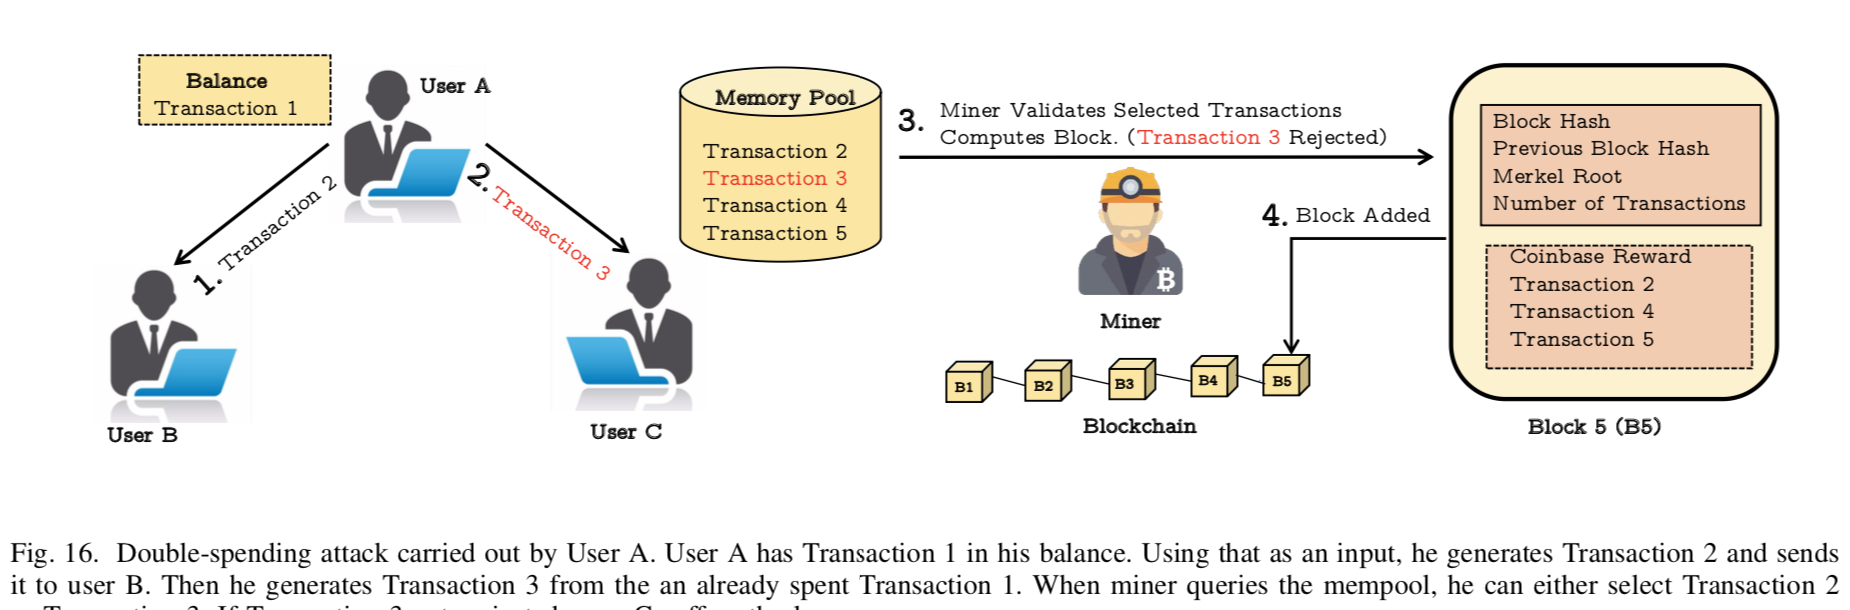 Balance
Transaction 1
User A
1. Transaction 2
2. Transaction 3
User B
User C
Memory Pool
Transaction 2
Transaction 3
Transaction 4
Transaction 5
3. Miner Validates Selected Transactions
Computes Block. (Transaction 3 Rejected)
Miner
4. Block Added
B1
B2
B3
B4
B5
Blockchain
Block Hash
Previous Block Hash
Merkel Root
Number of Transactions
Coinbase Reward
Transaction 2
Transaction 4
Transaction 5
Block 5 (B5)
Fig. 16. Double-spending attack carried out by User A. User A has Transaction 1 in his balance. Using that as an input, he generates Transaction 2 and sends
it to user B. Then he generates Transaction 3 from the an already spent Transaction 1. When miner queries the mempool, he can either select Transaction 2